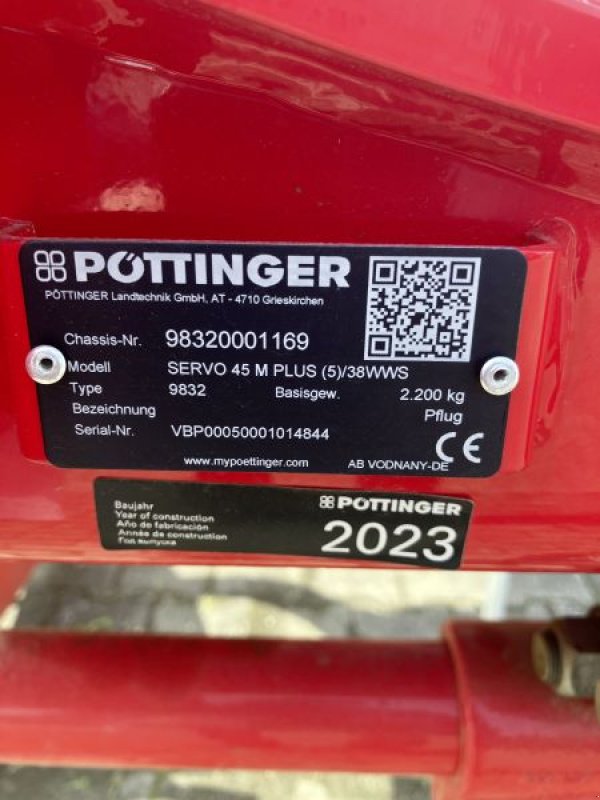 PÖTTINGER
PÖTTINGER Landtechnik GmbH, AT - 4710 Grieskirchen
Chassis-Nr. 98320001169
Modell SERVO 45 M PLUS (5)/38WWS
Type 9832 Basisgew. 2.200 kg
Bezeichnung Pflug
Serial-Nr. VBP00050001014844
CE
www.mypoettinger.com AB VODNANY-DE
Baujahr
Year of construction
Año de fabricación
Année de construction
Год выпуска
PÖTTINGER
2023